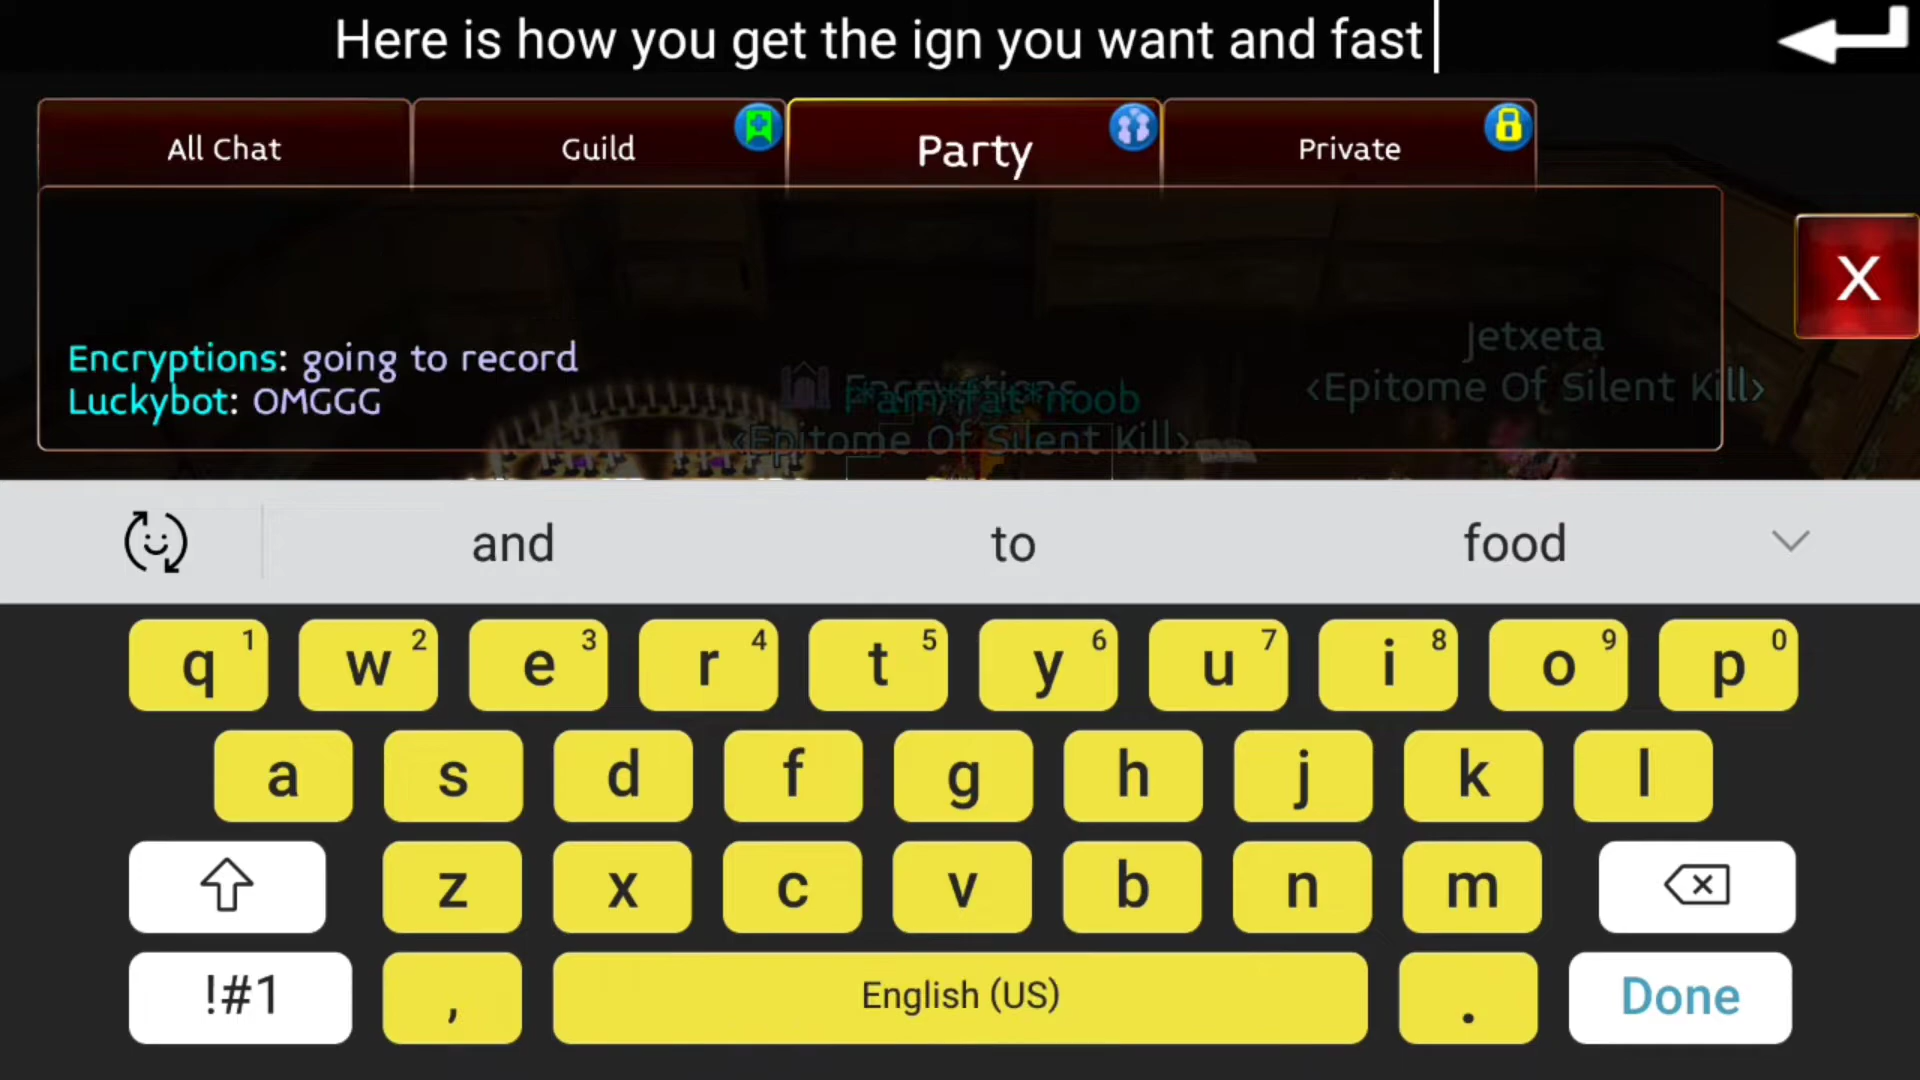 Here is how you get the ign you want and fast
All Chat
Guild
Party
Private
X
Jetxeta
<Epitome Of Silent Kill>
Encryptions: going to record
Luckybot: OMGGG
Encryptions
noob
<Epitome Of Silent Kill>
and
to
food
q 1 w 2 e 3 r 4 t 5 y 6 u 7 i 8 o 9 p 0
a s d f g h j k l
z x c v b n m
!#1 , English (US) . Done